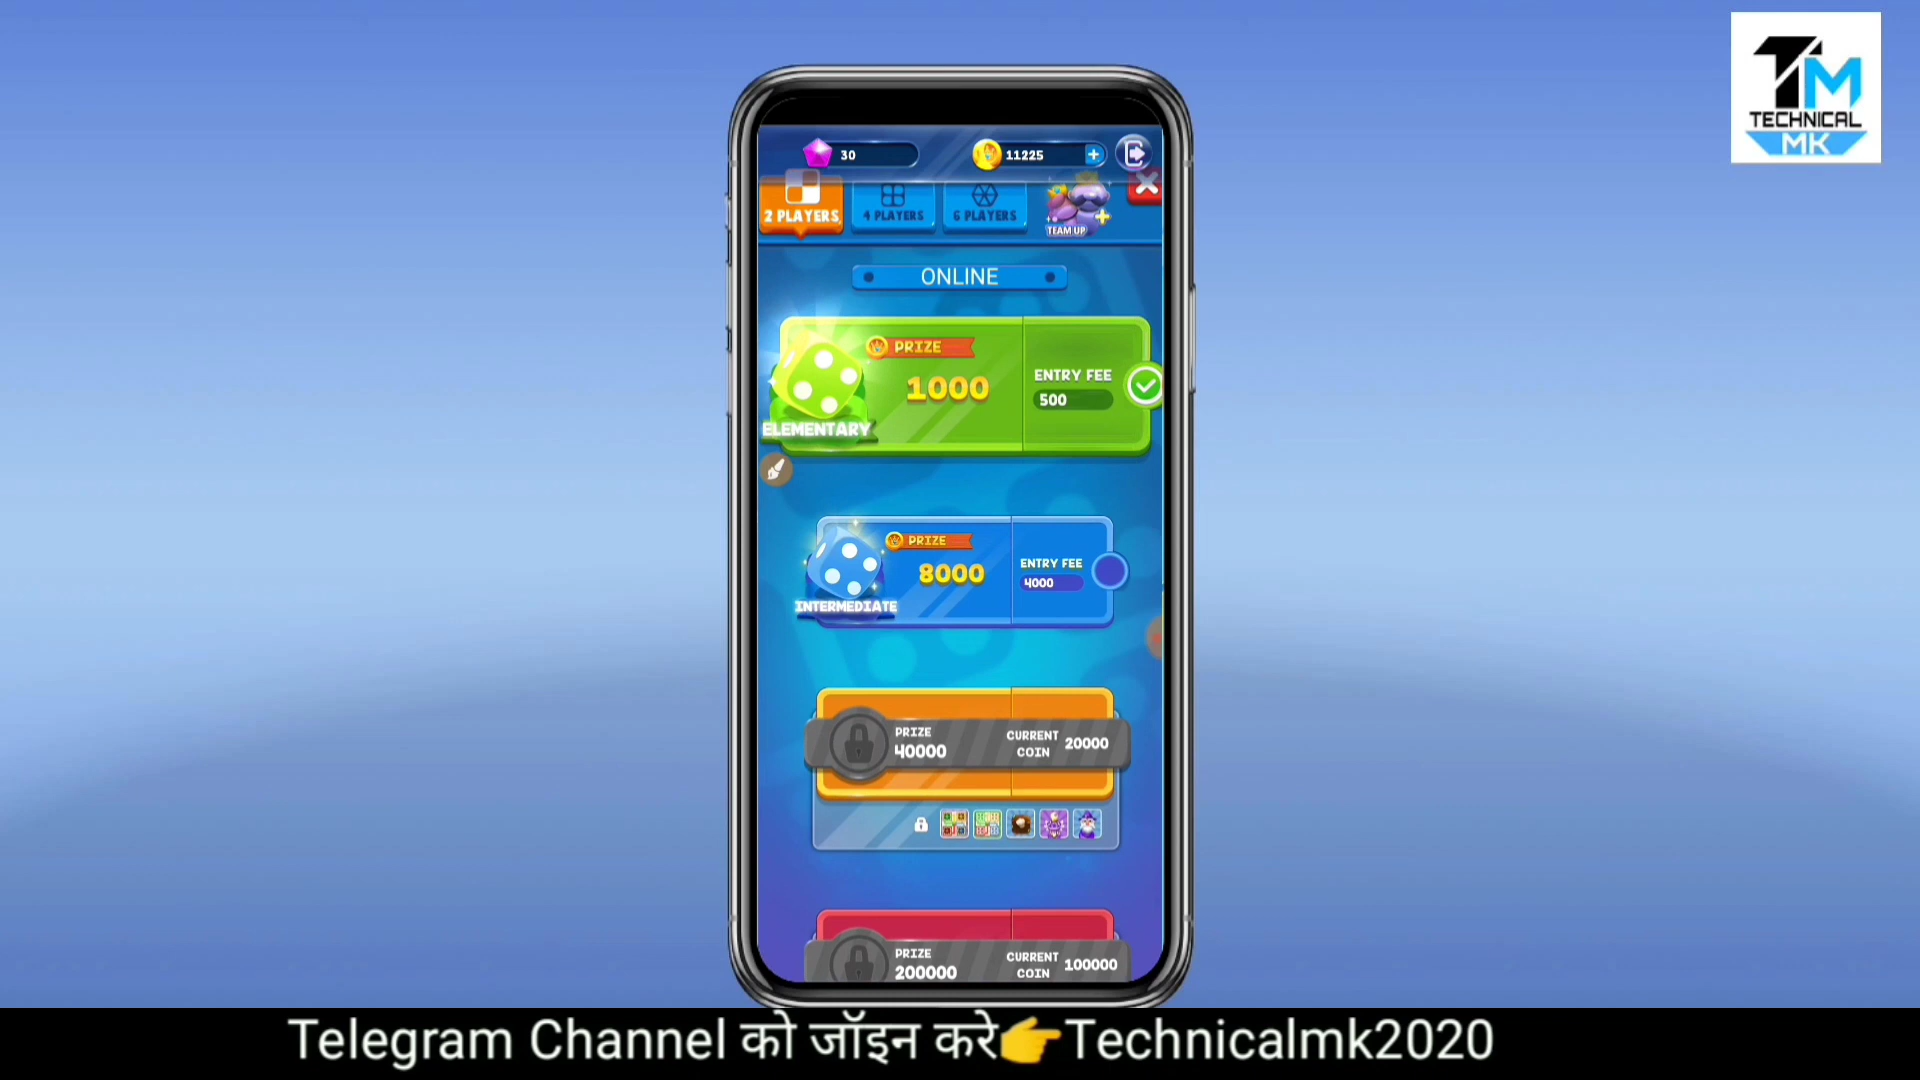 TM
TECHNICAL
MK
30
11225
2 PLAYERS
4 PLAYERS
6 PLAYERS
TEAM UP
ONLINE
PRIZE
1000
ENTRY FEE
500
ELEMENTARY
PRIZE
8000
ENTRY FEE
4000
INTERMEDIATE
PRIZE
40000
CURRENT
COIN
20000
PRIZE
200000
CURRENT
COIN
100000
Telegram Channel को जॉइन करे👉Technicalmk2020